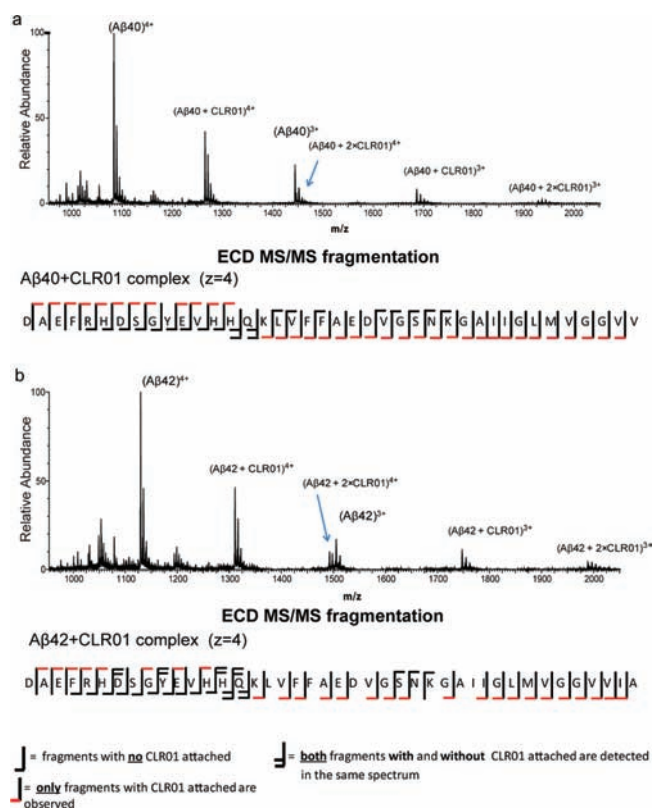 a
(Aβ40)4+
100
(Aβ40 + CLR01)4+
(Aβ40)3+
(Aβ40 + 2×CLR01)4+
(Aβ40 + CLR01)3+
(Aβ40 + 2×CLR01)3+
50
0
Relative Abundance
1000 1100 1200 1300 1400 1500 1600 1700 1800 1900 2000
m/z
ECD MS/MS fragmentation
Aβ40+CLR01 complex (z=4)
D A E F R H D S G Y E V H H Q K L V F F A E D V G S N K G A I I G L M V G G V V
b
(Aβ42)4+
100
(Aβ42 + CLR01)4+
(Aβ42 + 2×CLR01)4+
(Aβ42)3+
(Aβ42 + CLR01)3+
(Aβ42 + 2×CLR01)3+
50
0
Relative Abundance
1000 1100 1200 1300 1400 1500 1600 1700 1800 1900 2000
m/z
ECD MS/MS fragmentation
Aβ42+CLR01 complex (z=4)
D A E F R H D S G Y E V H H Q K L V F F A E D V G S N K G A I I G L M V G G V V I A
= fragments with no CLR01 attached
= only fragments with CLR01 attached are
observed
= both fragments with and without CLR01 attached are detected
in the same spectrum